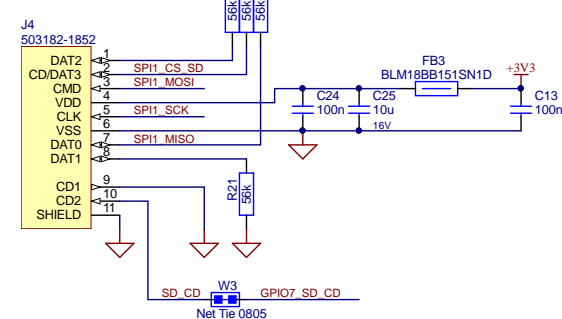 56k 56k 56k
J4
503182-1852
DAT2 1
CD/DAT3 2 SPI1_CS_SD
CMD 3 SPI1_MOSI
VDD 4
CLK 5 SPI1_SCK
VSS 6
DAT0 7 SPI1_MISO
DAT1 8
CD1 9
CD2 10
SHIELD 11
FB3
BLM18BB151SN1D
+3V3
C24
100n
C25
10u
16V
C13
100n
R21
56k
SD_CD
W3
GPIO7_SD_CD
Net Tie 0805